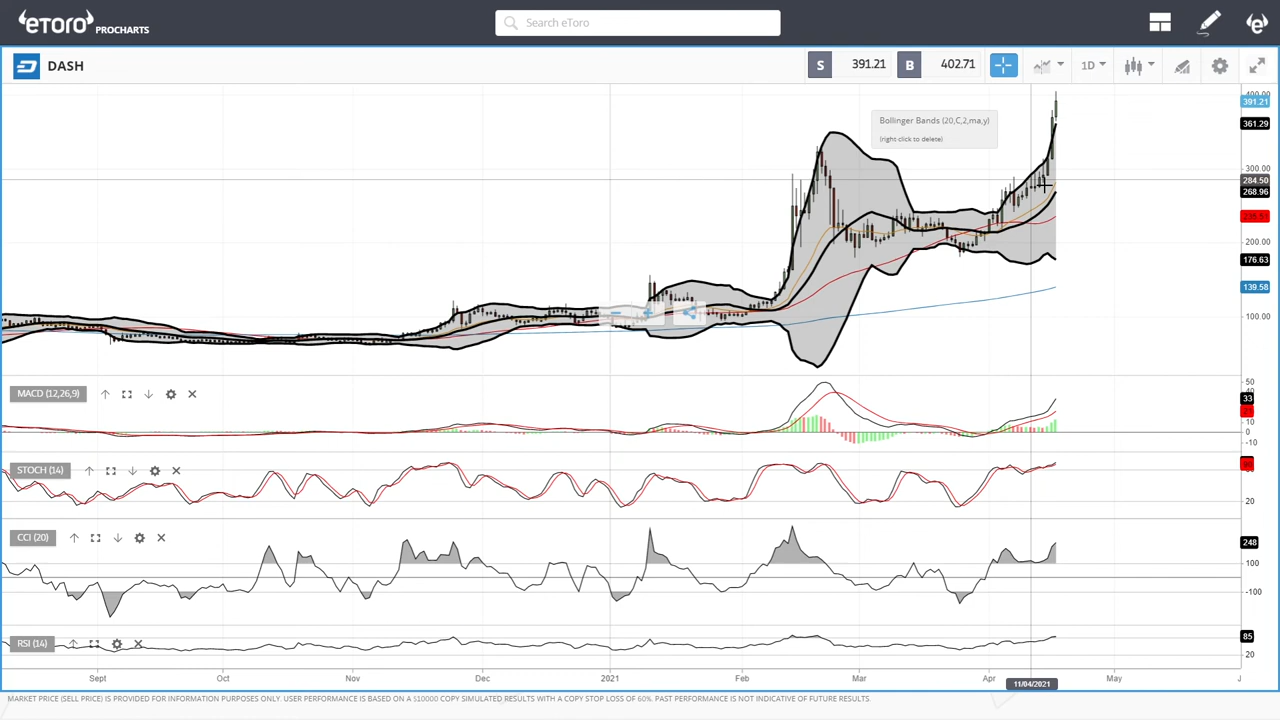 eToro PROCHARTS
Search eToro
DASH
S 391.21 B 402.71
1D
Bollinger Bands (20,C,2,ma,y)
(right click to delete)
400.00
391.21
361.29
300.00
284.50
268.96
200.00
176.63
139.58
100.00
MACD (12,26,9)
50
40
33
10
0
-10
STOCH (14)
20
CCI (20)
248
100
-100
RSI (14)
85
20
Sept Oct Nov Dec 2021 Feb Mar Apr May J
11/04/2021
MARKET PRICE (SELL PRICE) IS PROVIDED FOR INFORMATION PURPOSES ONLY. USER PERFORMANCE IS BASED ON A $10000 COPY SIMULATED RESULTS WITH A COPY STOP LOSS OF 60%. PAST PERFORMANCE IS NOT INDICATIVE OF FUTURE RESULTS.